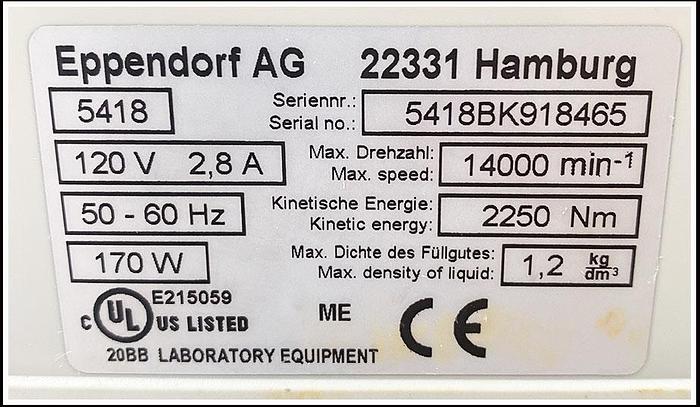 Eppendorf AG 22331 Hamburg
5418 Seriennr.: Serial no.: 5418BK918465
120 V 2,8 A Max. Drehzahl: Max. speed: 14000 min-¹
50 - 60 Hz Kinetische Energie: Kinetic energy: 2250 Nm
170 W Max. Dichte des Füllgutes: Max. density of liquid: 1,2 kg/dm³
E215059
c UL US LISTED ME CE
20BB LABORATORY EQUIPMENT